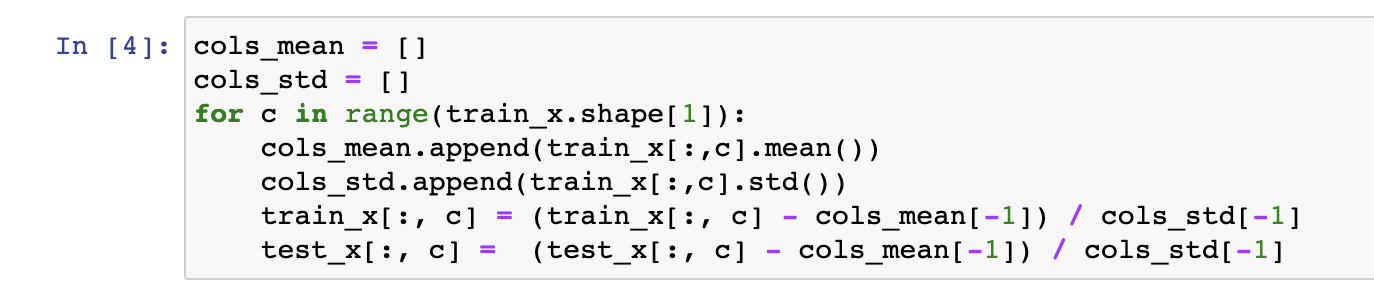 In [4]: cols_mean = []
cols_std = []
for c in range(train_x.shape[1]):
    cols_mean.append(train_x[:,c].mean())
    cols_std.append(train_x[:,c].std())
    train_x[:, c] = (train_x[:, c] - cols_mean[-1]) / cols_std[-1]
    test_x[:, c] =  (test_x[:, c] - cols_mean[-1]) / cols_std[-1]